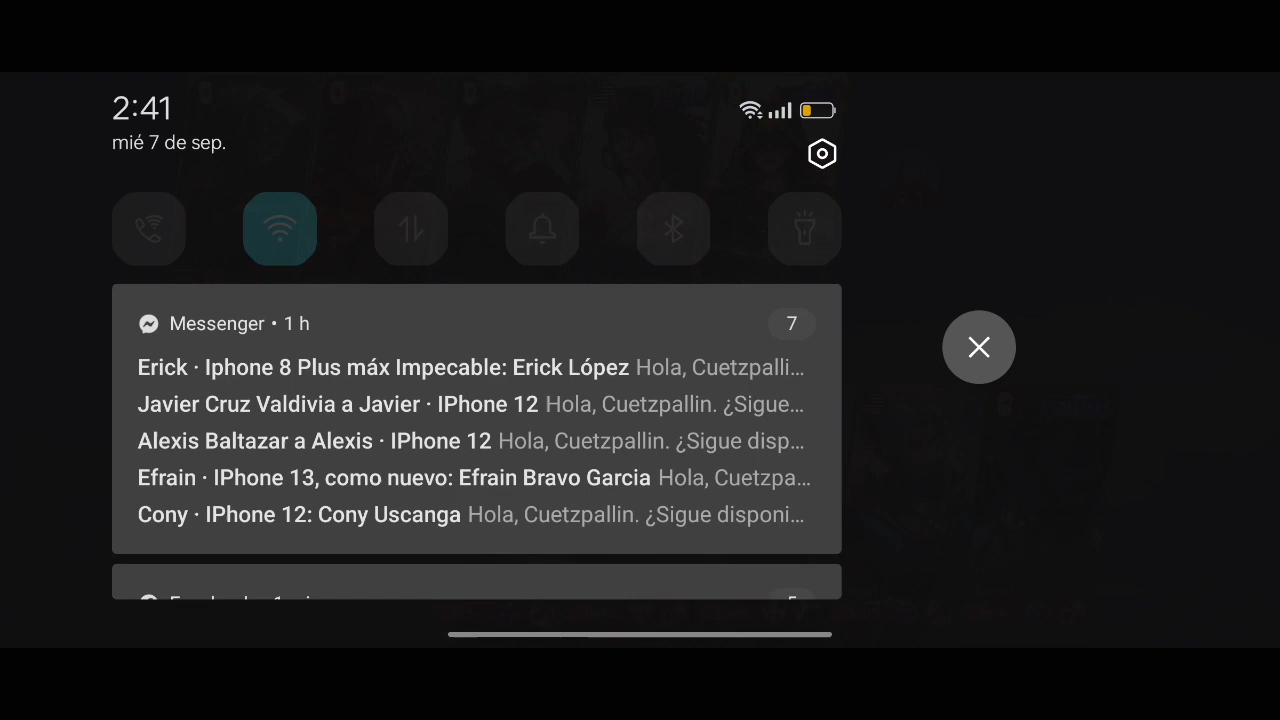 2:41
mié 7 de sep.
Messenger • 1 h 7
Erick · Iphone 8 Plus máx Impecable: Erick López Hola, Cuetzpalli…
Javier Cruz Valdivia a Javier · IPhone 12 Hola, Cuetzpallin. ¿Sigue…
Alexis Baltazar a Alexis · IPhone 12 Hola, Cuetzpallin. ¿Sigue disp…
Efrain · IPhone 13, como nuevo: Efrain Bravo Garcia Hola, Cuetzpa…
Cony · IPhone 12: Cony Uscanga Hola, Cuetzpallin. ¿Sigue disponi…